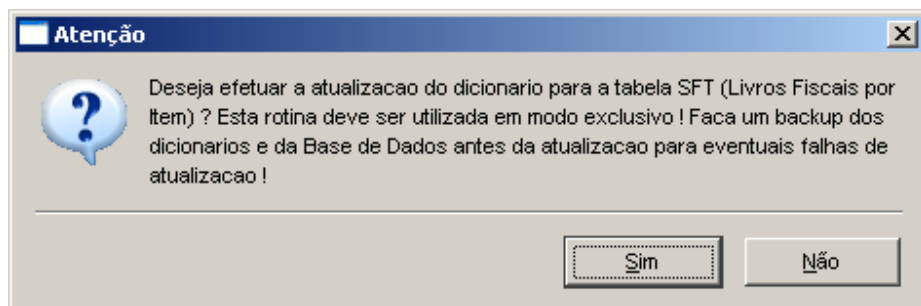 Atenção
Deseja efetuar a atualizacao do dicionario para a tabela SFT (Livros Fiscais por
Item) ? Esta rotina deve ser utilizada em modo exclusivo ! Faca um backup dos
dicionarios e da Base de Dados antes da atualizacao para eventuais falhas de
atualizacao !
Sim Não